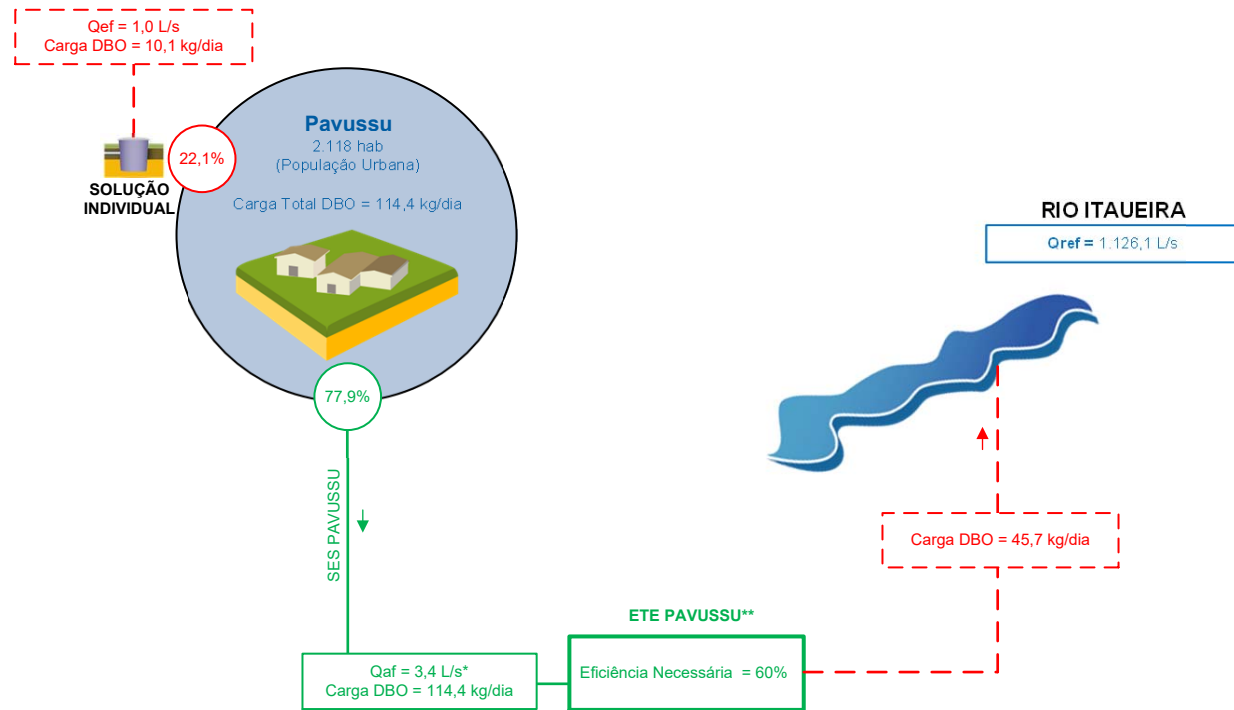 Qef = 1,0 L/s
Carga DBO = 10,1 kg/dia
Pavussu
2.118 hab
(População Urbana)
22,1%
SOLUÇÃO
INDIVIDUAL
Carga Total DBO = 114,4 kg/dia
RIO ITAUEIRA
Qref = 1.126,1 L/s
77,9%
SES PAVUSSU
Carga DBO = 45,7 kg/dia
ETE PAVUSSU**
Qaf = 3,4 L/s*
Carga DBO = 114,4 kg/dia
Eficiência Necessária = 60%